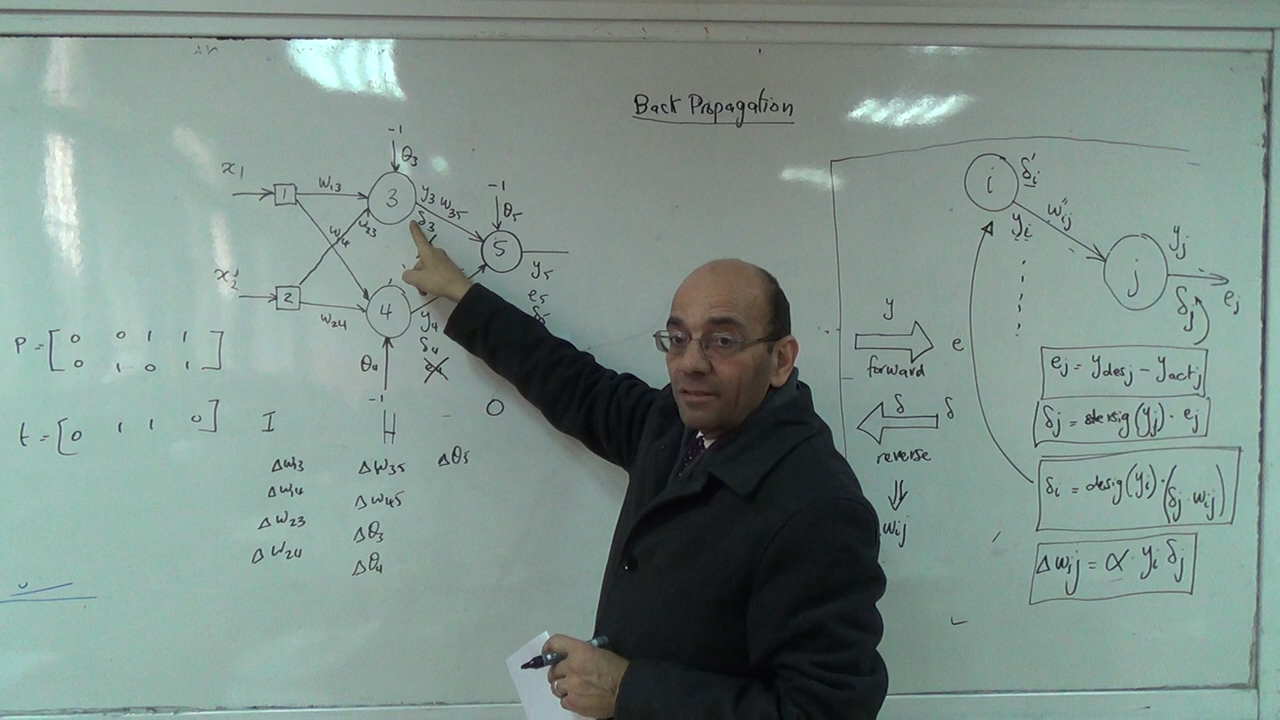 Back Propagation
-1
θ3
x1
1
w13
3
y3 w35
δ3
-1
θ5
w14
w23
5
y5
e5
x2
2
w24
4
y4
δ4
e4
θ4
-1
P = [ 0 0 1 1
0 1 0 1 ]
t = [ 0 1 1 0 ]
I H O
Δw13 Δw35 Δθ5
Δw14 Δw45
Δw23 Δθ3
Δw24 Δθ4
i
δi
yi
wij
j
yj
δj
ej
y
forward
e
δ
δ
reverse
wij
ej = ydesj - yactj
δj = dersig(yj) · ej
δi = desig(yi) · (δj · wij)
Δwij = α · yi δj